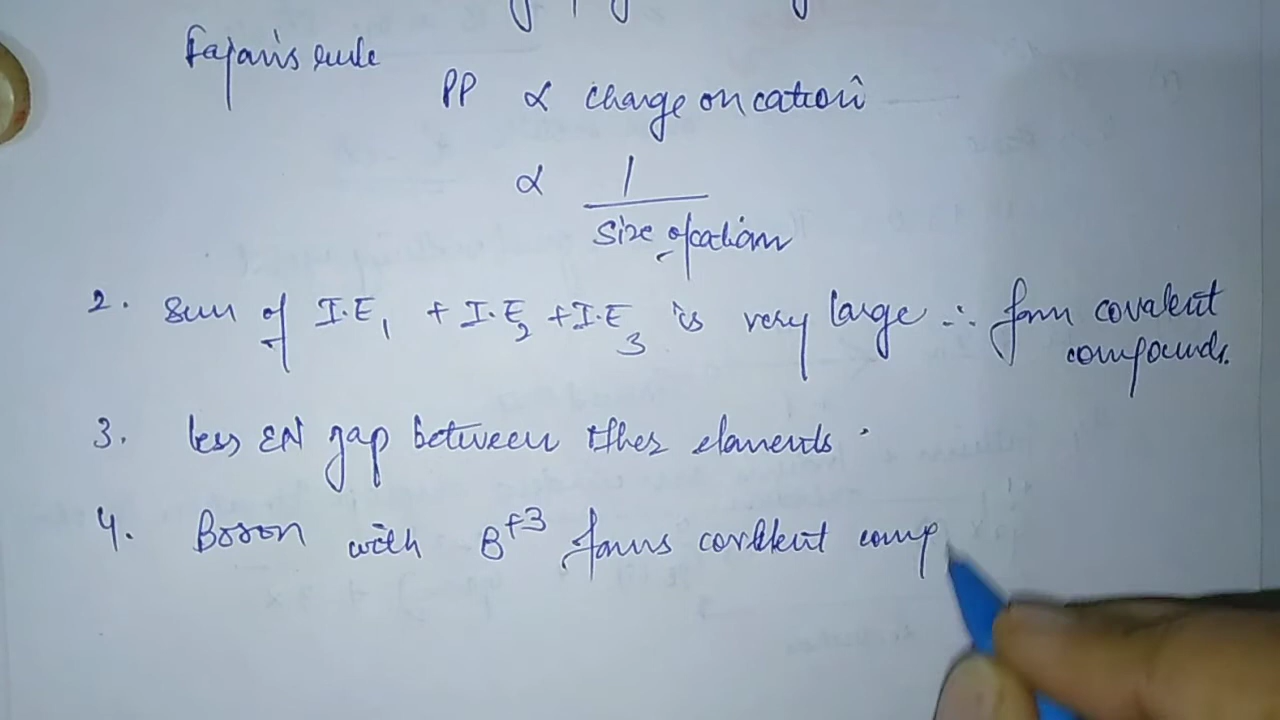 Fajan's rule
PP ∝ charge on cation
∝ 1 / size of cation
2. Sum of I.E1 + I.E2 + I.E3 is very large ∴ form covalent
compounds.
3. less EN gap between ther elements.
4. Boron with B+3 forms covalent comp